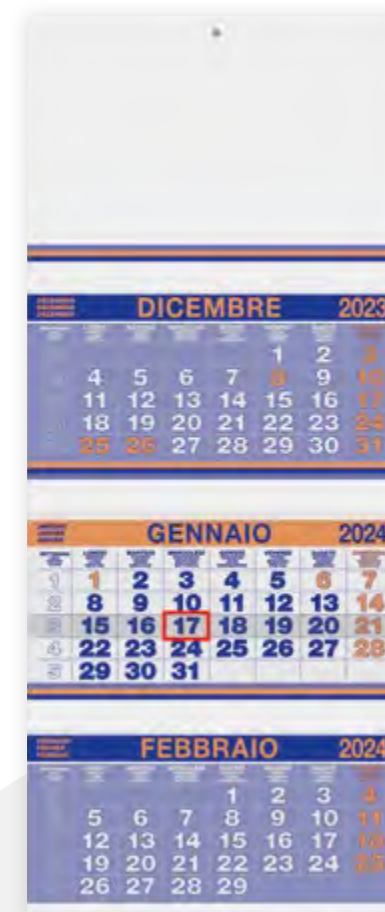 DICEMBRE 2023
1 2 3
4 5 6 7 8 9 10
11 12 13 14 15 16 17
18 19 20 21 22 23 24
25 26 27 28 29 30 31
GENNAIO 2024
1 1 2 3 4 5 6 7
2 8 9 10 11 12 13 14
3 15 16 17 18 19 20 21
4 22 23 24 25 26 27 28
5 29 30 31
FEBBRAIO 2024
1 2 3 4
5 6 7 8 9 10 11
12 13 14 15 16 17 18
19 20 21 22 23 24 25
26 27 28 29